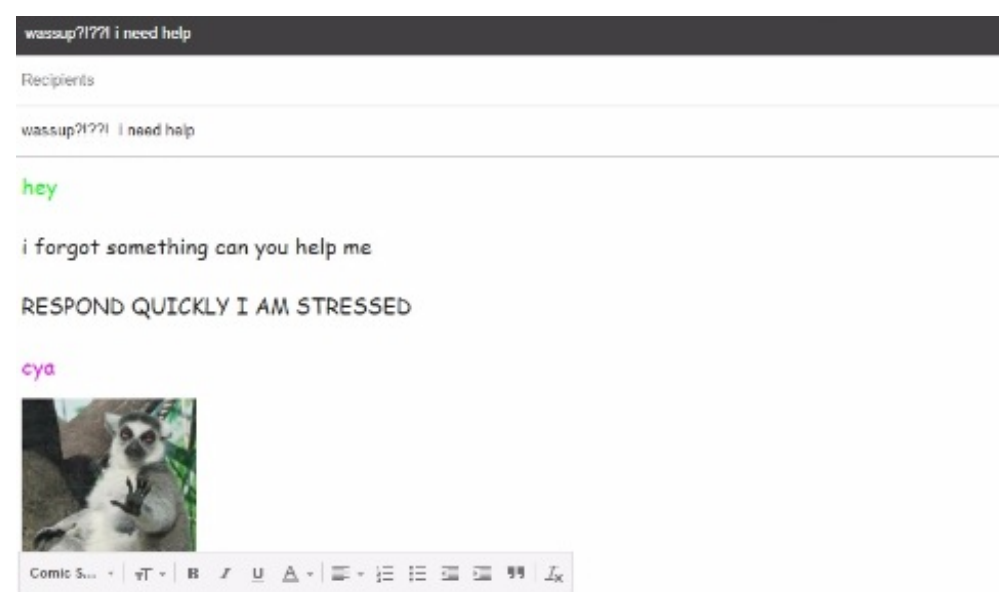 wassup?!??! i need help
Recipients
wassup?!??! i need help
hey
i forgot something can you help me
RESPOND QUICKLY I AM STRESSED
cya
Comic S... T B I U A Ix